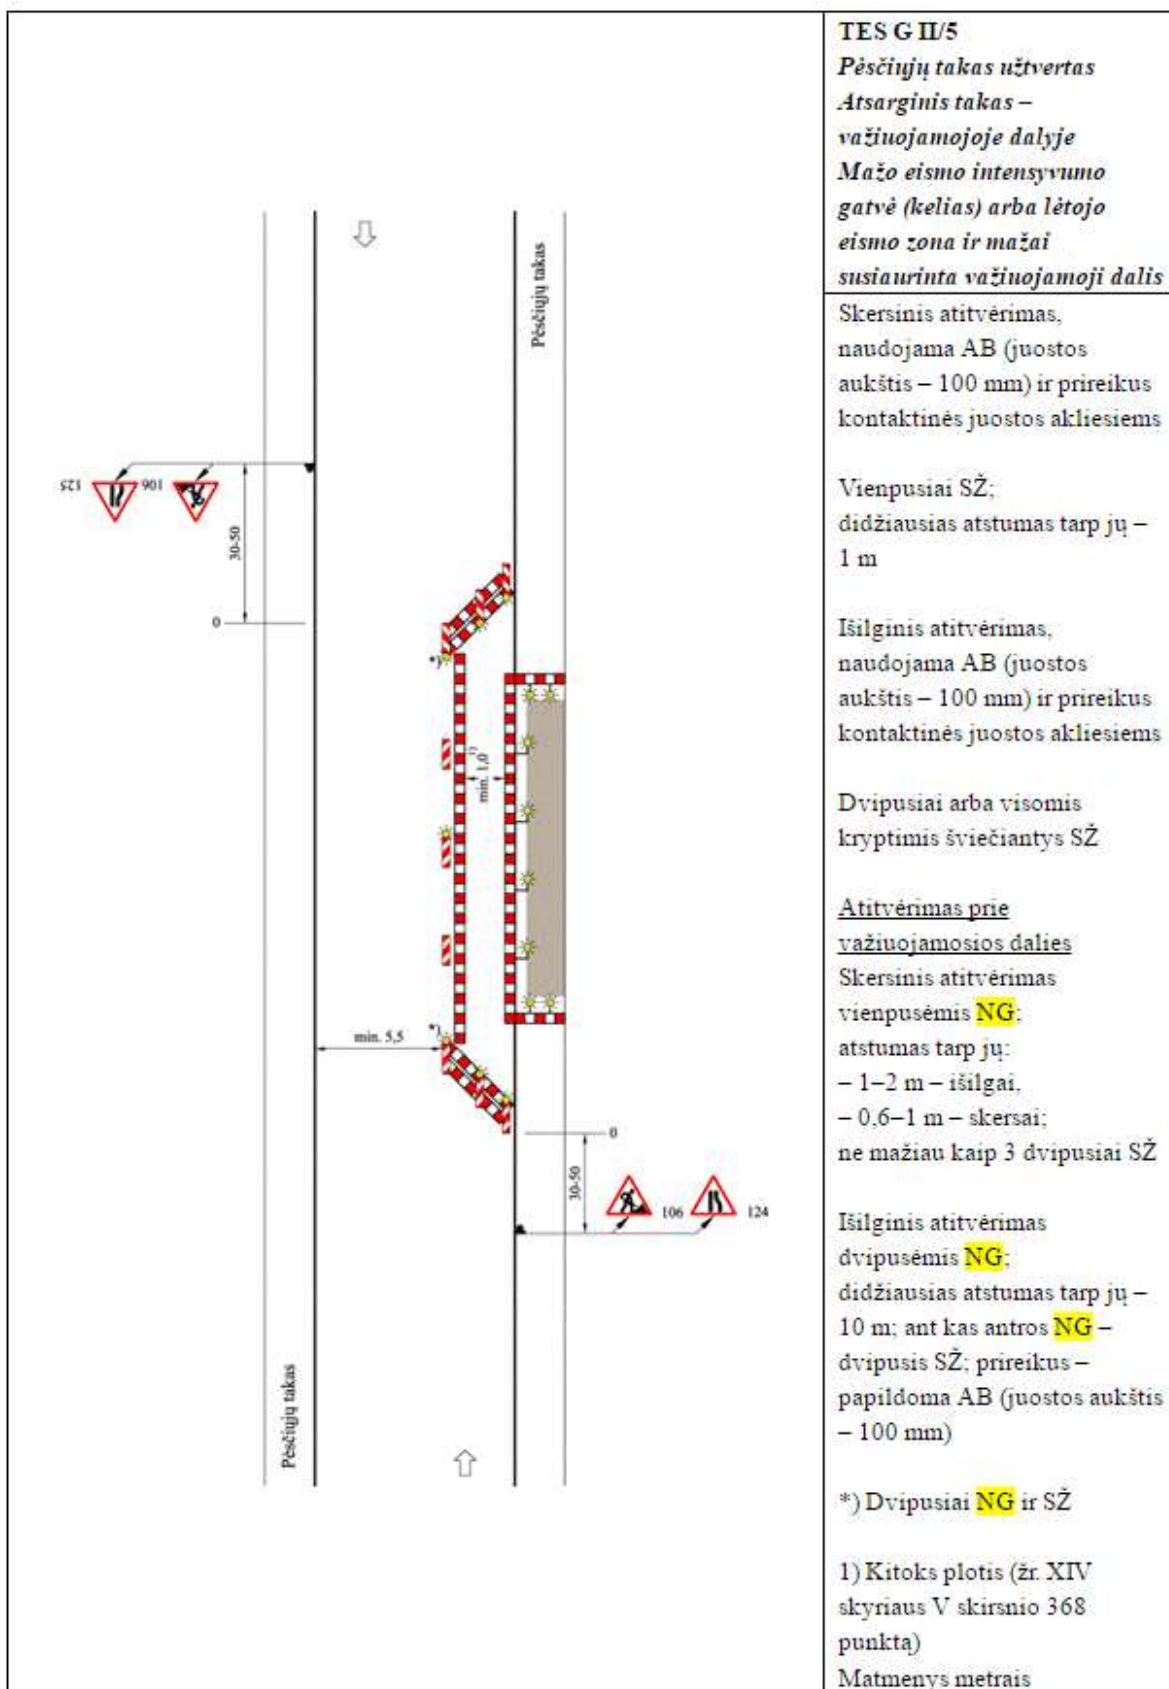 TES G II/5
Pėsčiųjų takas užtvertas
Atsarginis takas –
važiuojamojoje dalyje
Mažo eismo intensyvumo
gatvė (kelias) arba lėtojo
eismo zona ir mažai
susiaurinta važiuojamoji dalis
Skersinis atitvėrimas,
naudojama AB (juostos
aukštis – 100 mm) ir prireikus
kontaktinės juostos akliesiems
Vienpusiai SŽ;
didžiausias atstumas tarp jų –
1 m
Išilginis atitvėrimas,
naudojama AB (juostos
aukštis – 100 mm) ir prireikus
kontaktinės juostos akliesiems
Dvipusiai arba visomis
kryptimis šviečiantys SŽ
Atitvėrimas prie
važiuojamosios dalies
Skersinis atitvėrimas
vienpusėmis NG;
atstumas tarp jų:
– 1–2 m – išilgai,
– 0,6–1 m – skersai;
ne mažiau kaip 3 dvipusiai SŽ
Išilginis atitvėrimas
dvipusėmis NG;
didžiausias atstumas tarp jų –
10 m; ant kas antros NG –
dvipusis SŽ; prireikus –
papildoma AB (juostos aukštis
– 100 mm)
*) Dvipusiai NG ir SŽ
1) Kitoks plotis (žr. XIV
skyriaus V skirsnio 368
punktą)
Matmenys metrais
Pėsčiųjų takas
125
106
30-50
0
*)
1)
min. 1,0
*)
min. 5,5
0
30-50
106
124
Pėsčiųjų takas